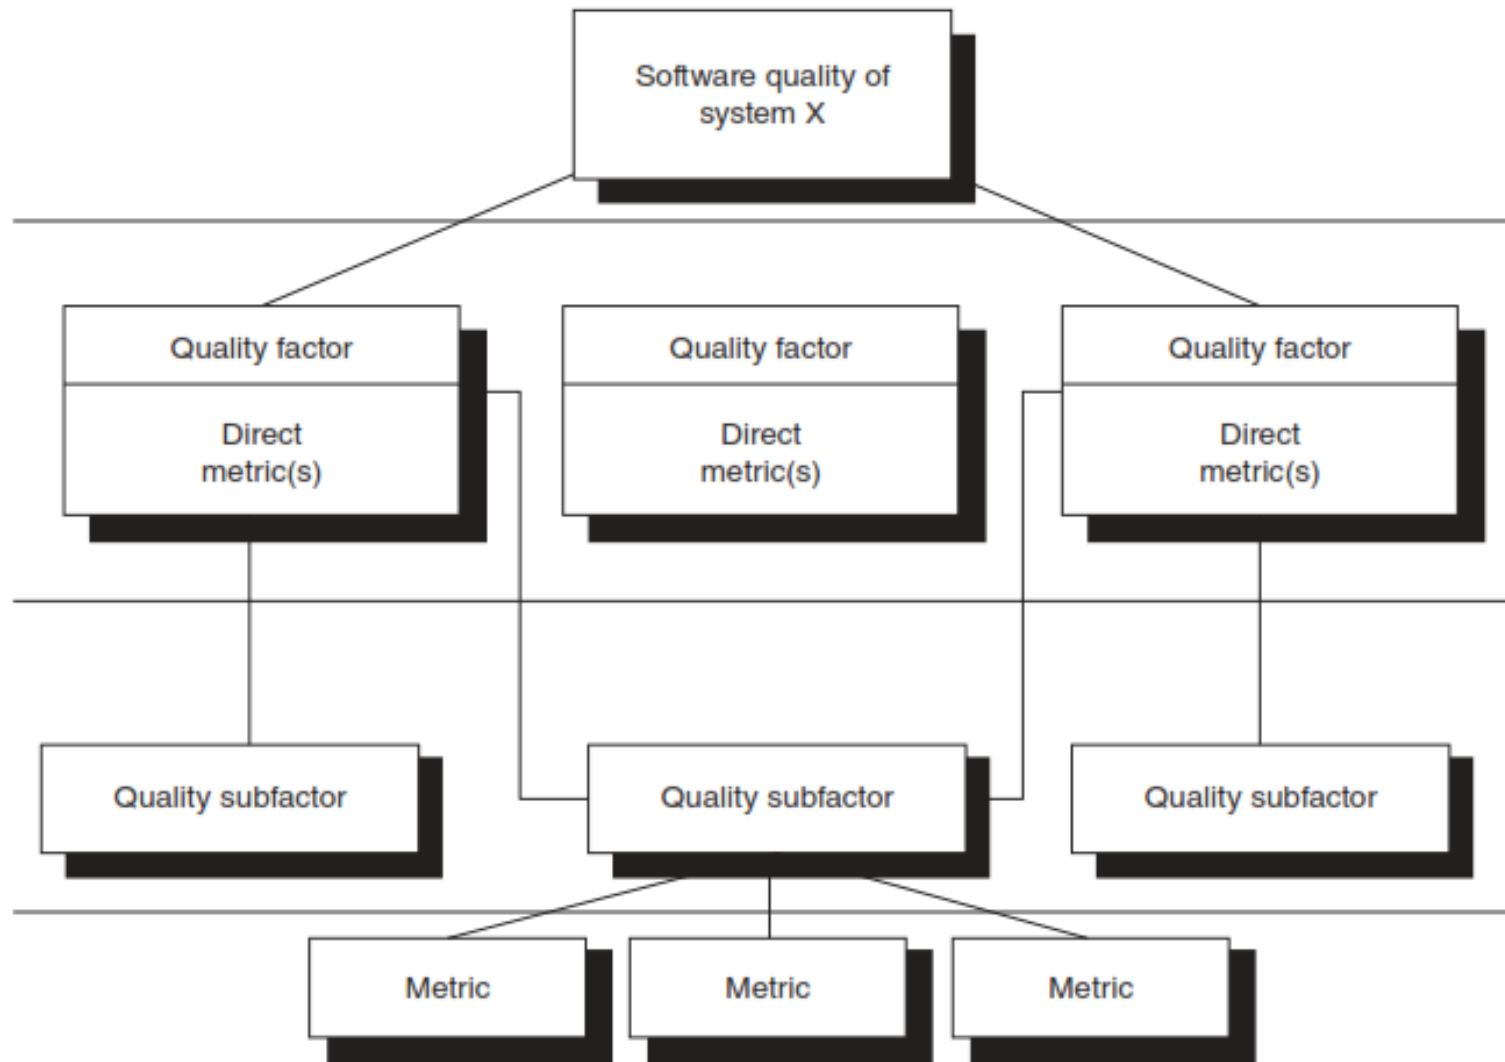 Software quality of
system X
Quality factor
Direct
metric(s)
Quality factor
Direct
metric(s)
Quality factor
Direct
metric(s)
Quality subfactor
Quality subfactor
Quality subfactor
Metric
Metric
Metric